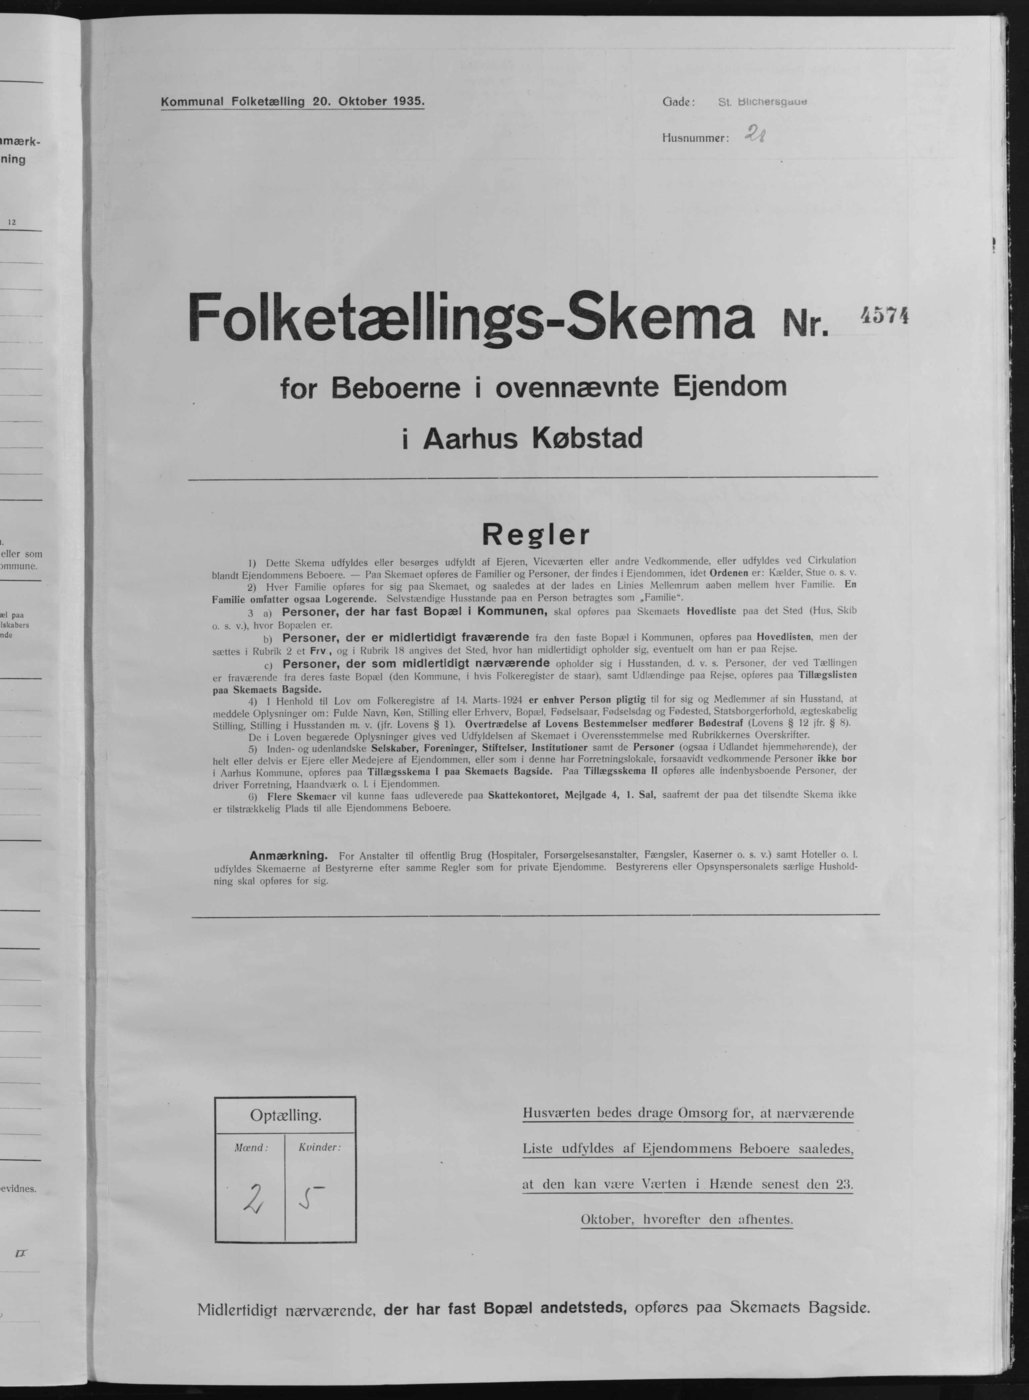 Kommunal Folketælling 20. Oktober 1935.
Gade: St. Blichersgade
Husnummer: 28
Folketællings-Skema Nr. 4574
for Beboerne i ovennævnte Ejendom
i Aarhus Købstad
Regler
1) Dette Skema udfyldes eller besørges udfyldt af Ejeren, Viceværten eller andre Vedkommende, eller udfyldes ved Cirkulation
blandt Ejendommens Beboere. — Paa Skemaet opføres de Familier og Personer, der findes i Ejendommen, idet Ordenen er: Kælder, Stue o. s. v.
2) Hver Familie opføres for sig paa Skemaet, og saaledes at der lades en Linies Mellemrum aaben mellem hver Familie. En
Familie omfatter ogsaa Logerende. Selvstændige Husstande paa en Person betragtes som „Familie“.
3 a) Personer, der har fast Bopæl i Kommunen, skal opføres paa Skemaets Hovedliste paa det Sted (Hus, Skib
o. s. v.), hvor Bopælen er.
b) Personer, der er midlertidigt fraværende fra den faste Bopæl i Kommunen, opføres paa Hovedlisten, men der
sættes i Rubrik 2 et Frv., og i Rubrik 18 angives det Sted, hvor han midlertidigt opholder sig, eventuelt om han er paa Rejse.
c) Personer, der som midlertidigt nærværende opholder sig i Husstanden, d. v. s. Personer, der ved Tællingen
er fraværende fra deres faste Bopæl (den Kommune, i hvis Folkeregister de staar), samt Udlændinge paa Rejse, opføres paa Tillægslisten
paa Skemaets Bagside.
4) I Henhold til Lov om Folkeregistre af 14. Marts 1924 er enhver Person pligtig til for sig og Medlemmer af sin Husstand, at
meddele Oplysninger om: Fulde Navn, Køn, Stilling eller Erhverv, Bopæl, Fødselsaar, Fødselsdag og Fødested, Statsborgerforhold, ægteskabelig
Stilling, Stilling i Husstanden m. v. (jfr. Lovens § 1). Overtrædelse af Lovens Bestemmelser medfører Bødestraf (Lovens § 12 jfr. § 8).
De i Loven begærede Oplysninger gives ved Udfyldelsen af Skemaet i Overensstemmelse med Rubrikkernes Overskrifter.
5) Inden- og udenlandske Selskaber, Foreninger, Stiftelser, Institutioner samt de Personer (ogsaa i Udlandet hjemmehørende), der
helt eller delvis er Ejere eller Medejere af Ejendommen, eller som i denne har Forretningslokale, forsaavidt vedkommende Personer ikke bor
i Aarhus Kommune, opføres paa Tillægsskema I paa Skemaets Bagside. Paa Tillægsskema II opføres alle indenbysboende Personer, der
driver Forretning, Haandværk o. l. i Ejendommen.
6) Flere Skemaer vil kunne faas udleverede paa Skattekontoret, Mejlgade 4, 1. Sal, saafremt der paa det tilsendte Skema ikke
er tilstrækkelig Plads til alle Ejendommens Beboere.
Anmærkning. For Anstalter til offentlig Brug (Hospitaler, Forsørgelsesanstalter, Fængsler, Kaserner o. s. v.) samt Hoteller o. l.
udfyldes Skemaerne af Bestyrerne efter samme Regler som for private Ejendomme. Bestyrerens eller Opsynspersonalets særlige Hushold-
ning skal opføres for sig.
Optælling.
Mænd: Kvinder:
2 5
Husværten bedes drage Omsorg for, at nærværende
Liste udfyldes af Ejendommens Beboere saaledes,
at den kan være Værten i Hænde senest den 23.
Oktober, hvorefter den afhentes.
Midlertidigt nærværende, der har fast Bopæl andetsteds, opføres paa Skemaets Bagside.